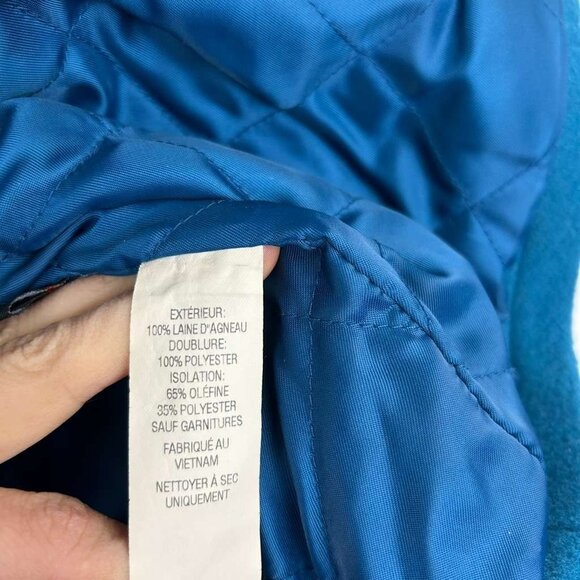 EXTÉRIEUR:
100% LAINE D'AGNEAU
DOUBLURE:
100% POLYESTER
ISOLATION:
65% OLÉFINE
35% POLYESTER
SAUF GARNITURES
FABRIQUÉ AU
VIETNAM
NETTOYER À SEC
UNIQUEMENT